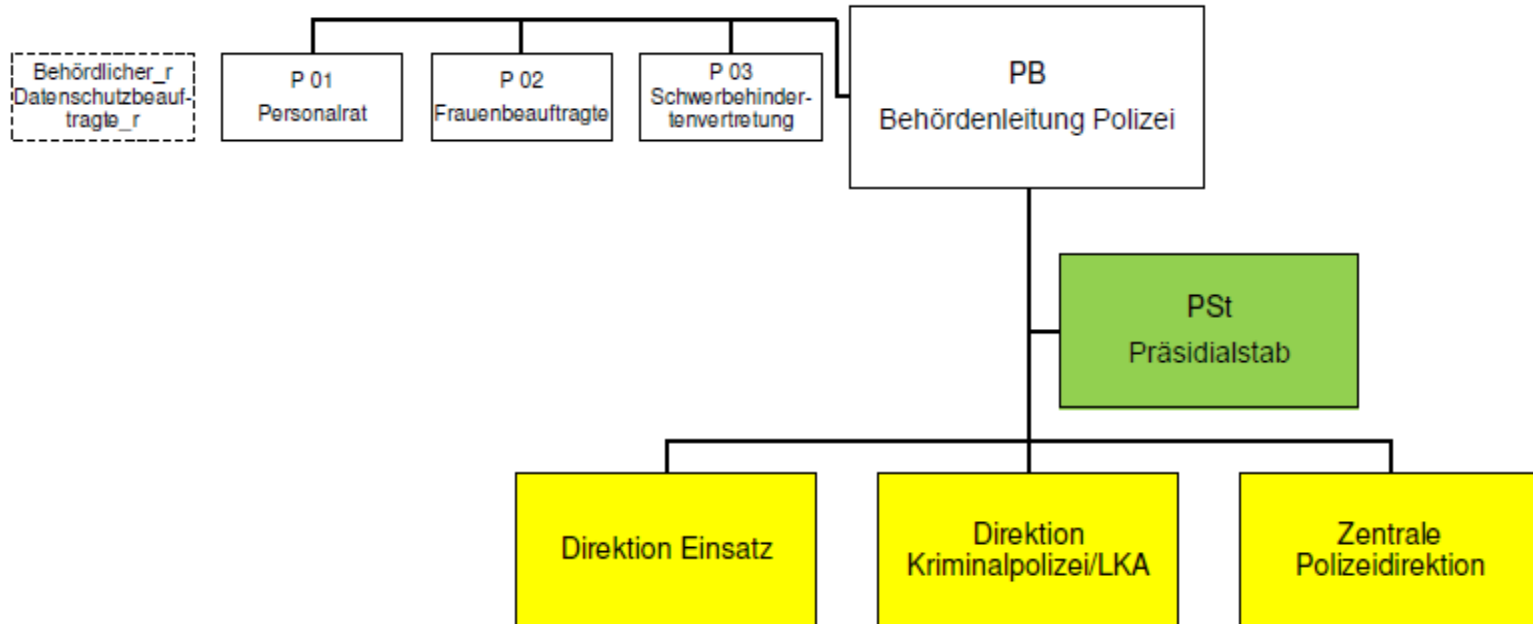 Behördlicher_r
Datenschutzbeauf-
tragte_r
P 01
Personalrat
P 02
Frauenbeauftragte
P 03
Schwerbehinder-
tenvertretung
PB
Behördenleitung Polizei
PSt
Präsidialstab
Direktion Einsatz
Direktion
Kriminalpolizei/LKA
Zentrale
Polizeidirektion